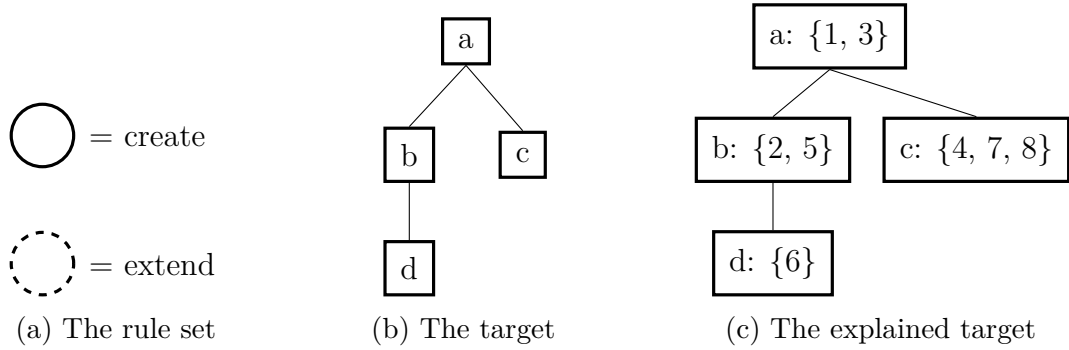 = create
= extend
(a) The rule set
a
b
c
d
(b) The target
a: {1, 3}
b: {2, 5}
c: {4, 7, 8}
d: {6}
(c) The explained target